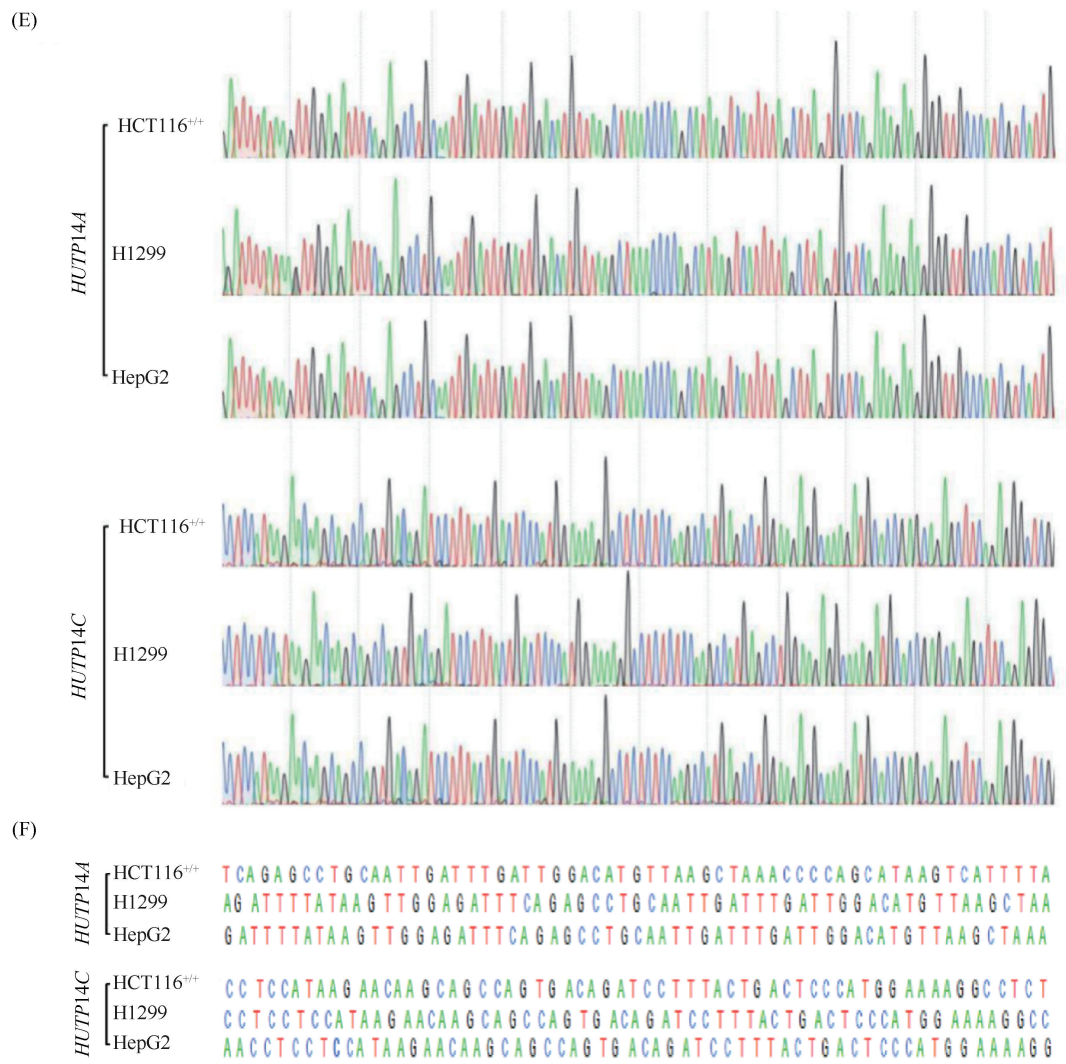 (E)
HUTP14A
HCT116+/+
H1299
HepG2
HUTP14C
HCT116+/+
H1299
HepG2
(F)
HUTP14A
HCT116+/+ TCAGAGCCTGCAATTGATTTGATTGGACATGTTAAGCTAAACCCCAGCATAAGTCATTTTA
H1299 AGATTTTATAAGTTGGAGATTTCAGAGCCTGCAATTGATTTGATTGGACATGTTAAGCTAA
HepG2 GATTTTATAAGTTGGAGATTTCAGAGCCTGCAATTGATTTGATTGGACATGTTAAGCTAAA
HUTP14C
HCT116+/+ CCTCCATAAGAACAAGCAGCCAGTGACAGATCCTTTACTGACTCCCATGGAAAAGGCCTCT
H1299 CCTCCTCCATAAGAACAAGCAGCCAGTGACAGATCCTTTACTGACTCCCATGGAAAAGGCC
HepG2 AACCTCCTCCATAAGAACAAGCAGCCAGTGACAGATCCTTTACTGACTCCCATGGAAAAGG